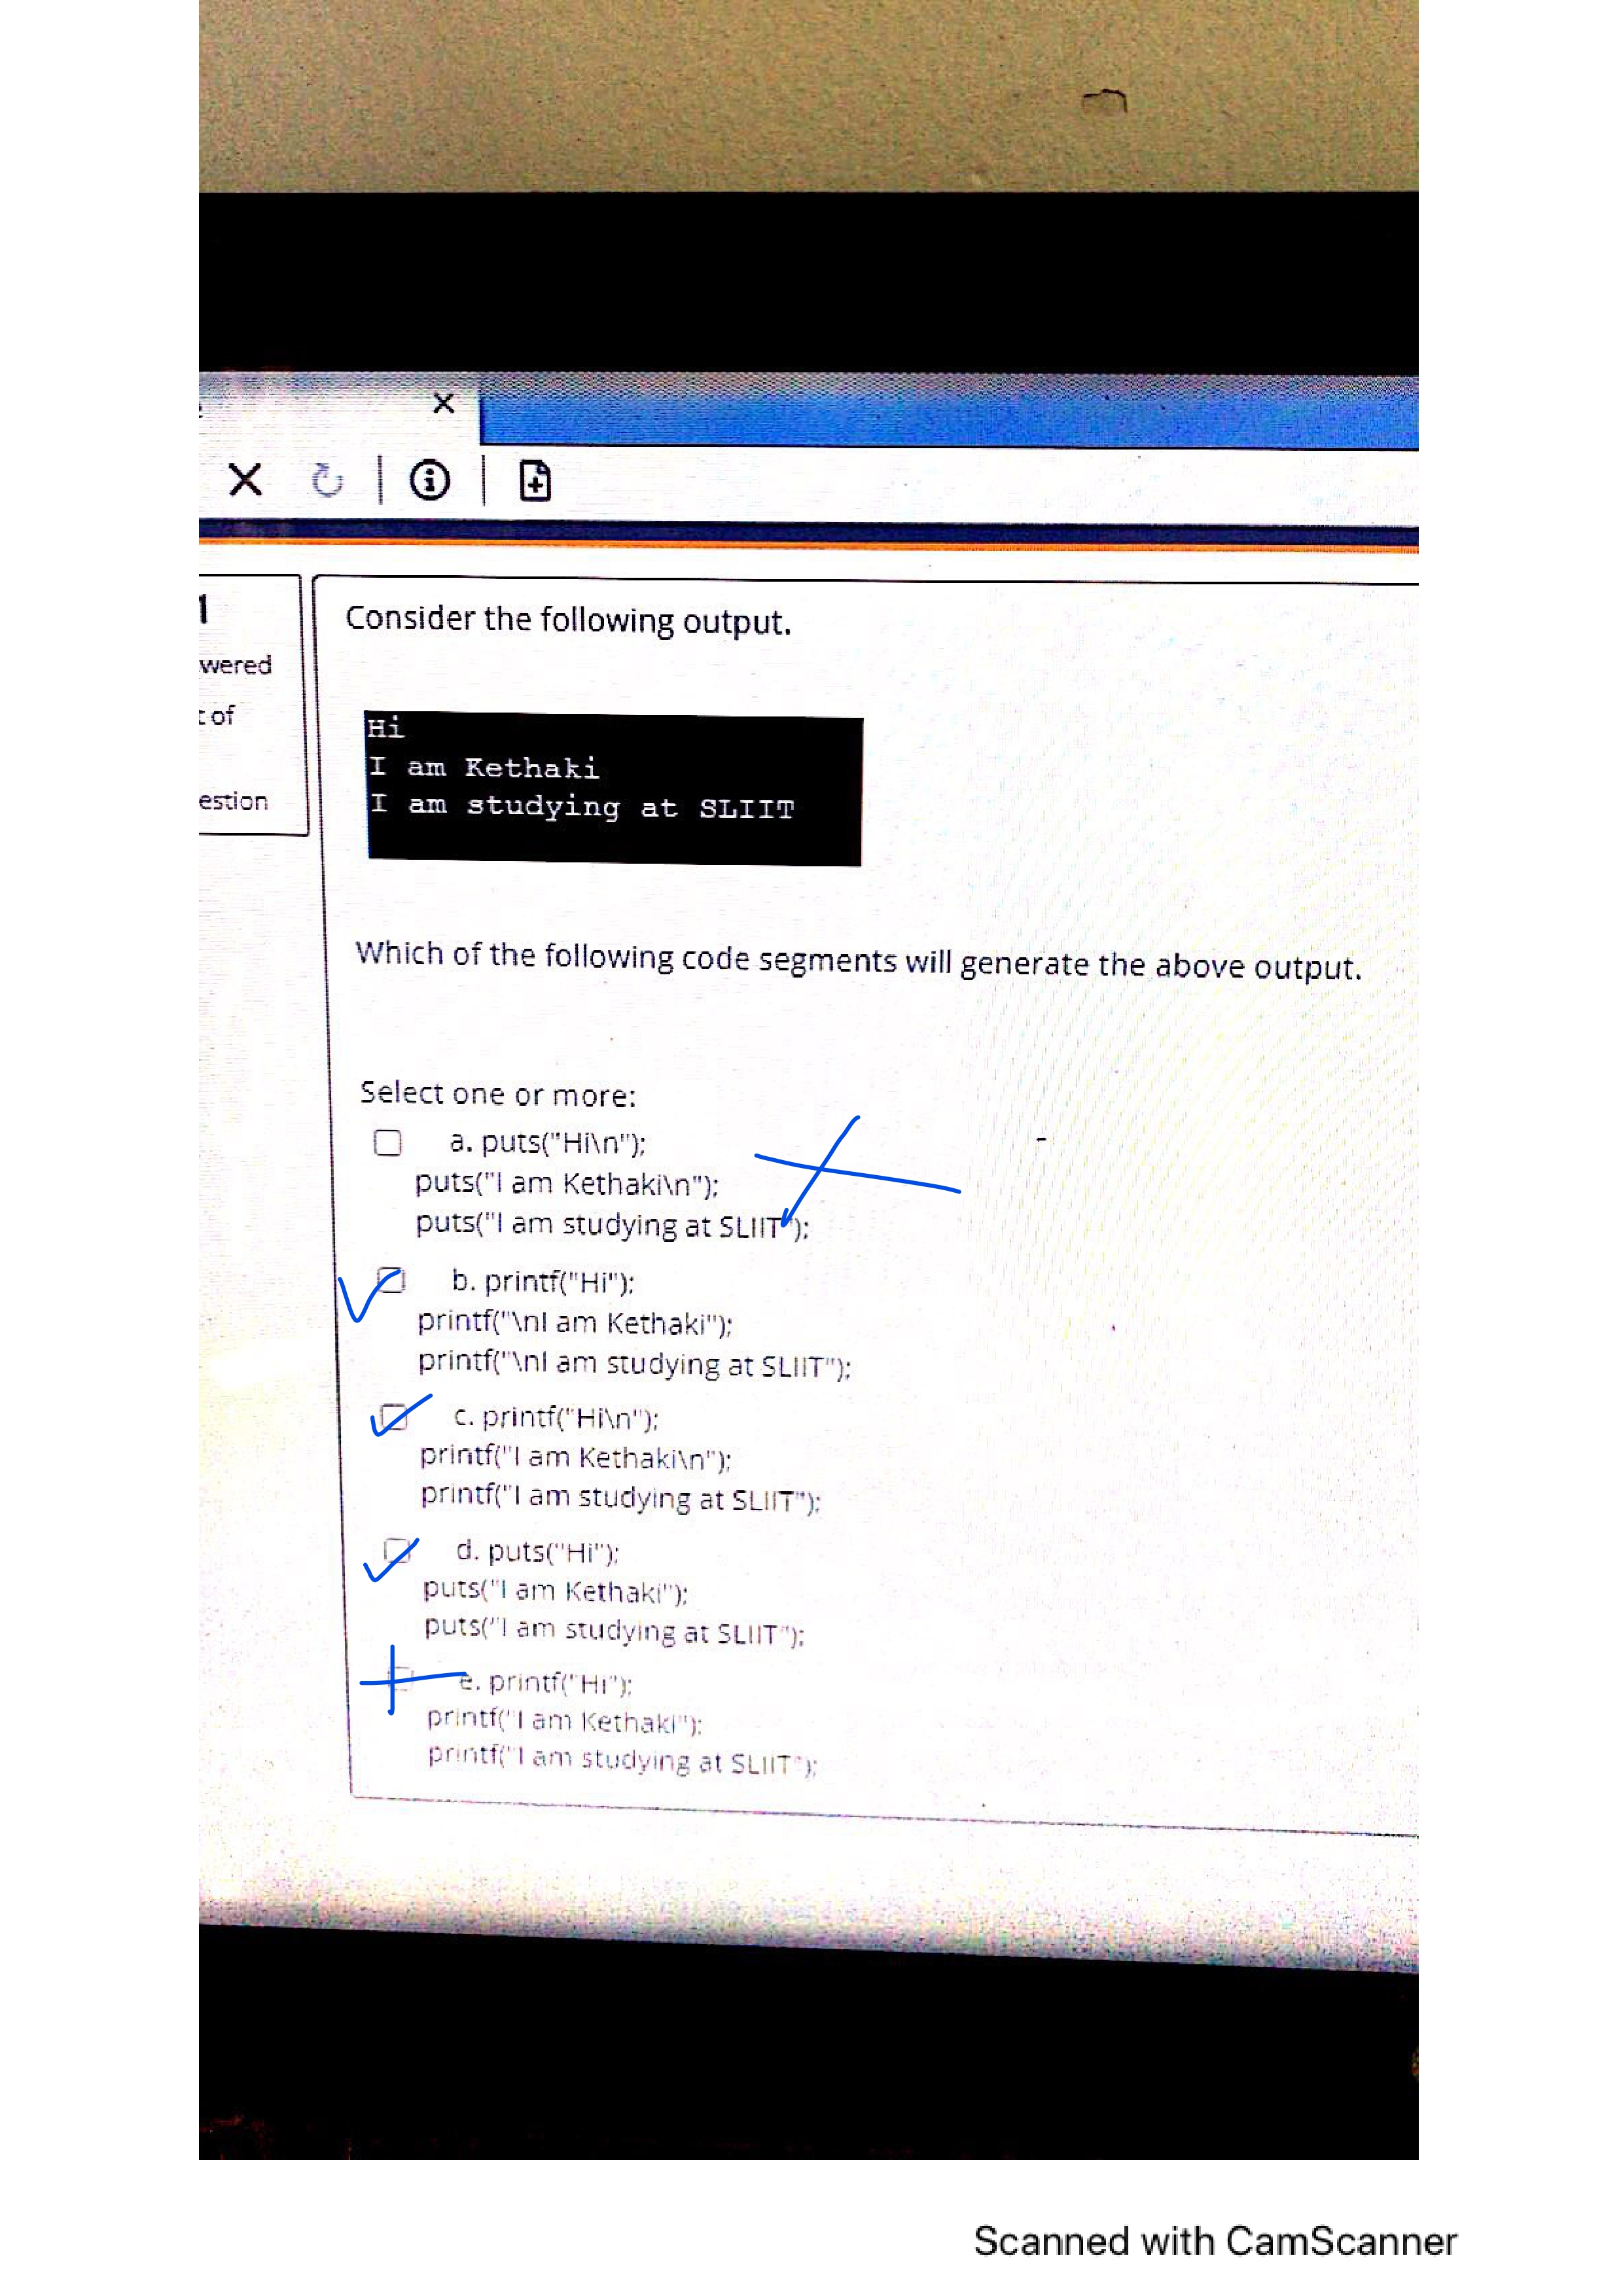 1
wered
t of
estion
Consider the following output.
Hi
I am Kethaki
I am studying at SLIIT
Which of the following code segments will generate the above output.
Select one or more:
a. puts("Hi\n");
puts("I am Kethaki\n");
puts("I am studying at SLIIT");
b. printf("Hi");
printf("\nI am Kethaki");
printf("\nI am studying at SLIIT");
c. printf("Hi\n");
printf("I am Kethaki\n");
printf("I am studying at SLIIT");
d. puts("Hi");
puts("I am Kethaki");
puts("I am studying at SLIIT");
e. printf("Hi");
printf("I am Kethaki");
printf("I am studying at SLIIT");
Scanned with CamScanner